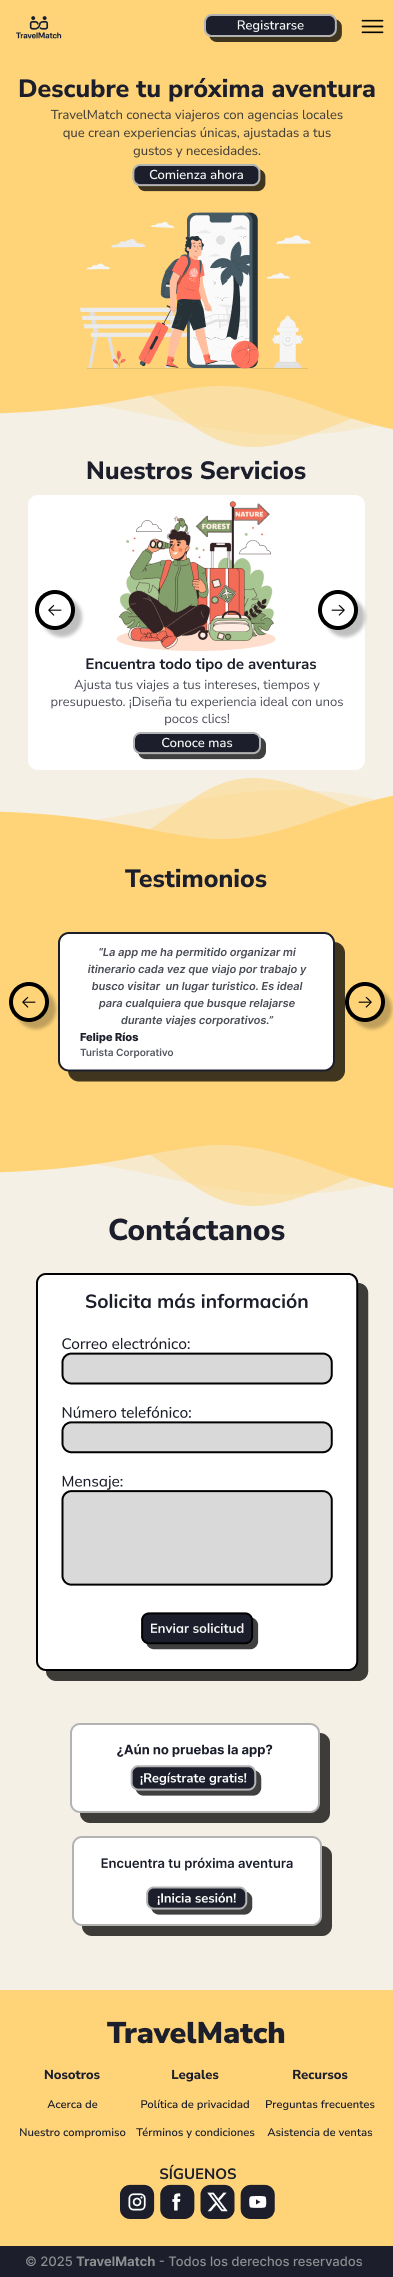 TravelMatch
Registrarse
Descubre tu próxima aventura
TravelMatch conecta viajeros con agencias locales
que crean experiencias únicas, ajustadas a tus
gustos y necesidades.
Comienza ahora
Nuestros Servicios
NATURE
FOREST
Encuentra todo tipo de aventuras
Ajusta tus viajes a tus intereses, tiempos y
presupuesto. ¡Diseña tu experiencia ideal con unos
pocos clics!
Conoce mas
Testimonios
“La app me ha permitido organizar mi
itinerario cada vez que viajo por trabajo y
busco visitar un lugar turistico. Es ideal
para cualquiera que busque relajarse
durante viajes corporativos.”
Felipe Ríos
Turista Corporativo
Contáctanos
Solicita más información
Correo electrónico:
Número telefónico:
Mensaje:
Enviar solicitud
¿Aún no pruebas la app?
¡Regístrate gratis!
Encuentra tu próxima aventura
¡Inicia sesión!
TravelMatch
Nosotros Legales Recursos
Acerca de Política de privacidad Preguntas frecuentes
Nuestro compromiso Términos y condiciones Asistencia de ventas
SÍGUENOS
© 2025 TravelMatch - Todos los derechos reservados